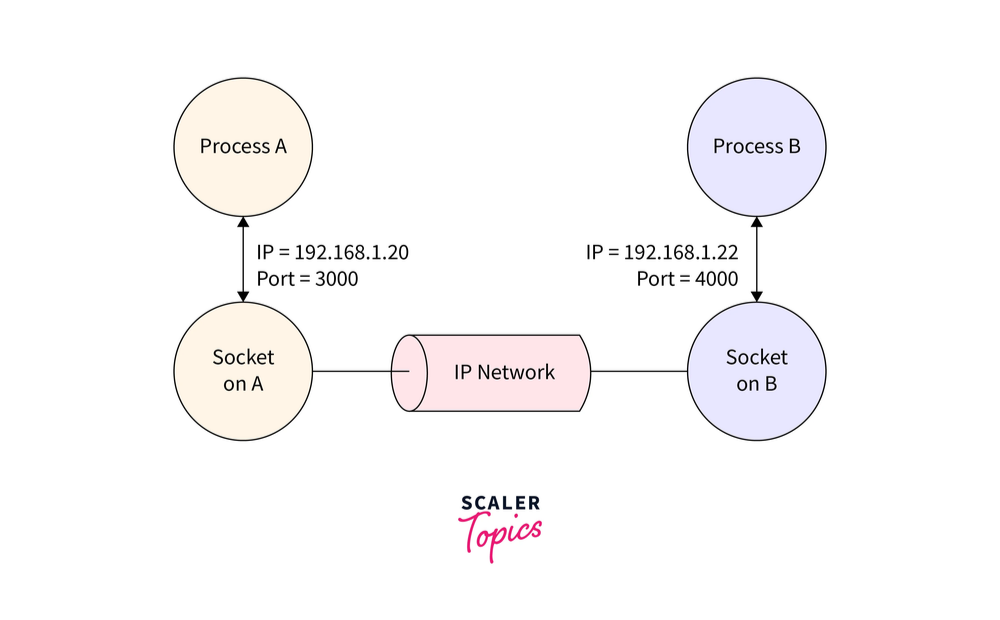 Process A
Process B
IP = 192.168.1.20
Port = 3000
IP = 192.168.1.22
Port = 4000
Socket
on A
IP Network
Socket
on B
SCALER
Topics